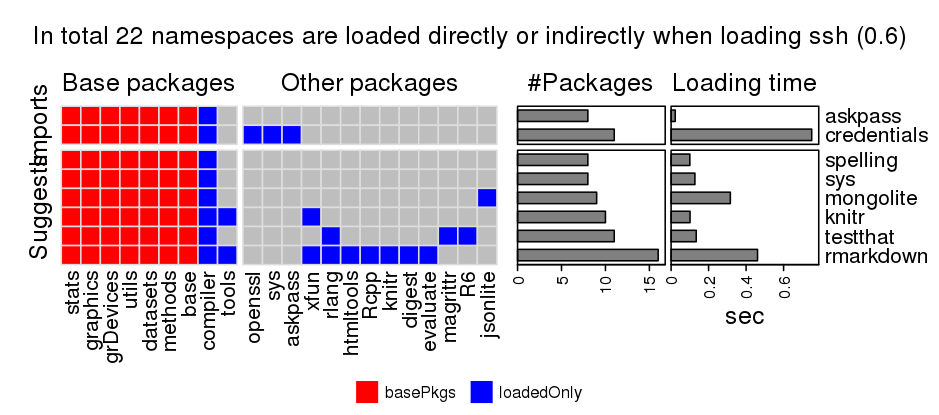 In total 22 namespaces are loaded directly or indirectly when loading ssh (0.6)
Base packages
Other packages
#Packages
Loading time
Imports
Suggests
askpass
credentials
spelling
sys
mongolite
knitr
testthat
rmarkdown
stats
graphics
grDevices
utils
datasets
methods
base
compiler
tools
openssl
sys
askpass
xfun
rlang
htmltools
Rcpp
knitr
digest
evaluate
magrittr
R6
jsonlite
0
5
10
15
0
0.2
0.4
0.6
sec
basePkgs
loadedOnly